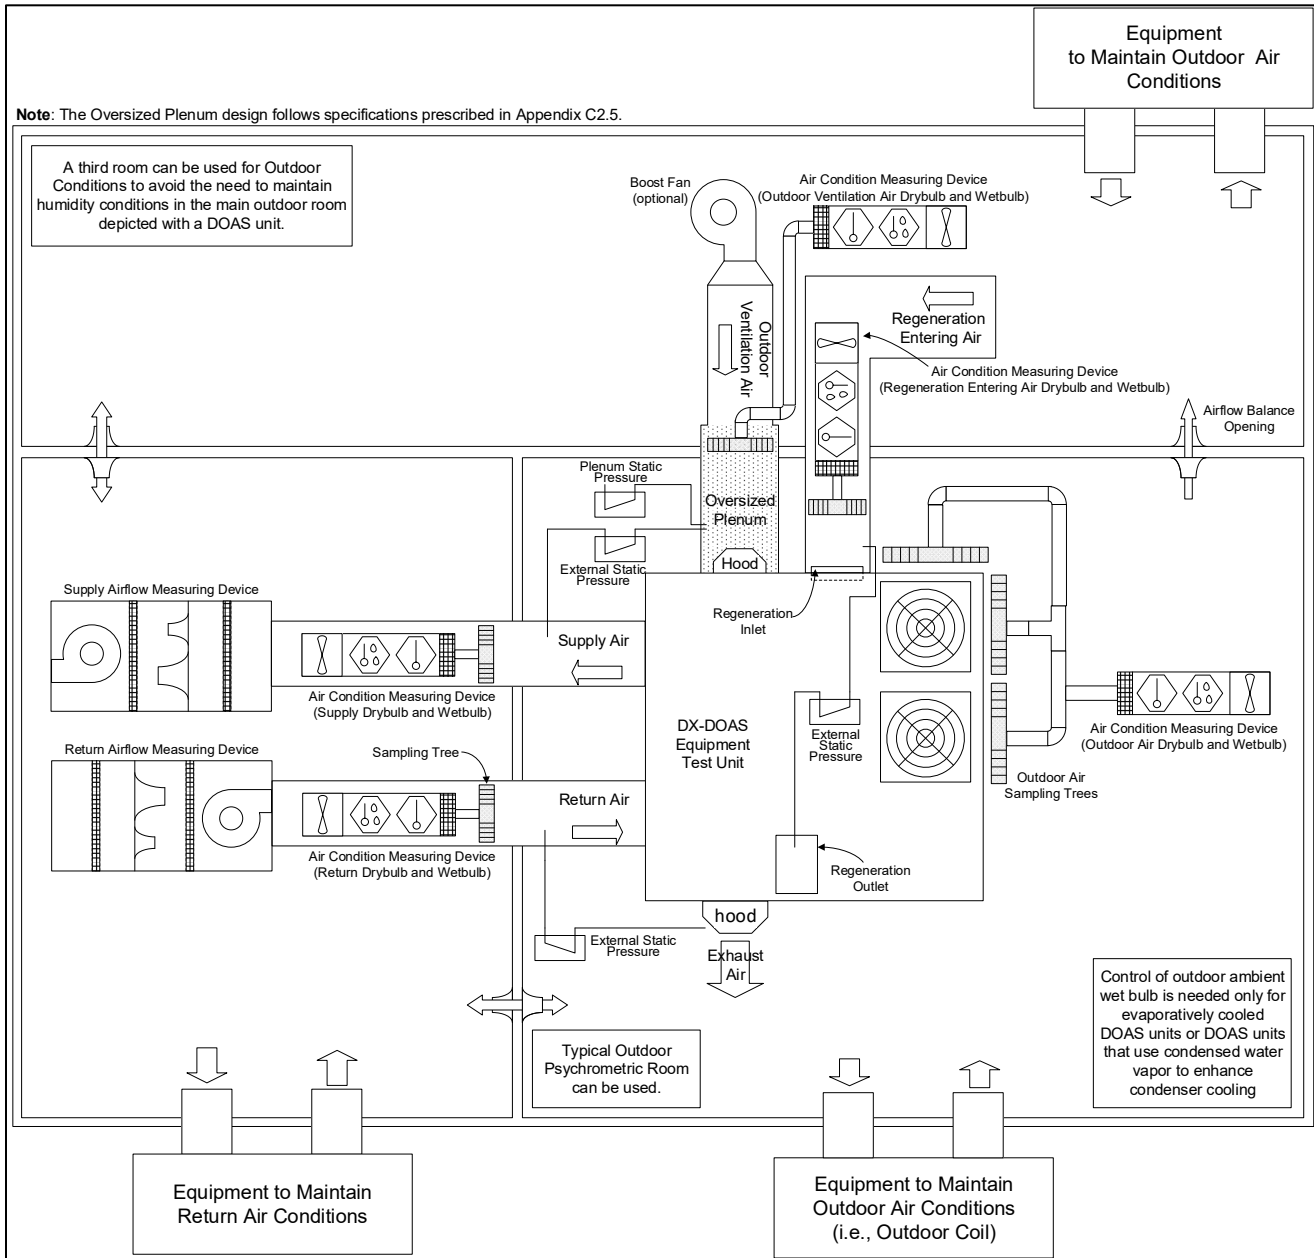 Equipment
to Maintain Outdoor Air
Conditions
Note: The Oversized Plenum design follows specifications prescribed in Appendix C2.5.
A third room can be used for Outdoor
Conditions to avoid the need to maintain
humidity conditions in the main outdoor room
depicted with a DOAS unit.
Boost Fan
(optional)
Air Condition Measuring Device
(Outdoor Ventilation Air Drybulb and Wetbulb)
Outdoor
Ventilation Air
Regeneration
Entering Air
Air Condition Measuring Device
(Regeneration Entering Air Drybulb and Wetbulb)
Airflow Balance
Opening
Plenum Static
Pressure
Oversized
Plenum
External Static
Pressure
Hood
Supply Airflow Measuring Device
Regeneration
Inlet
Supply Air
Air Condition Measuring Device
(Supply Drybulb and Wetbulb)
DX-DOAS
Equipment
Test Unit
External
Static
Pressure
Air Condition Measuring Device
(Outdoor Air Drybulb and Wetbulb)
Return Airflow Measuring Device
Sampling Tree
Outdoor Air
Sampling Trees
Return Air
Air Condition Measuring Device
(Return Drybulb and Wetbulb)
Regeneration
Outlet
hood
External Static
Pressure
Exhaust
Air
Control of outdoor ambient
wet bulb is needed only for
evaporatively cooled
DOAS units or DOAS units
that use condensed water
vapor to enhance
condenser cooling
Typical Outdoor
Psychrometric Room
can be used.
Equipment to Maintain
Return Air Conditions
Equipment to Maintain
Outdoor Air Conditions
(i.e., Outdoor Coil)